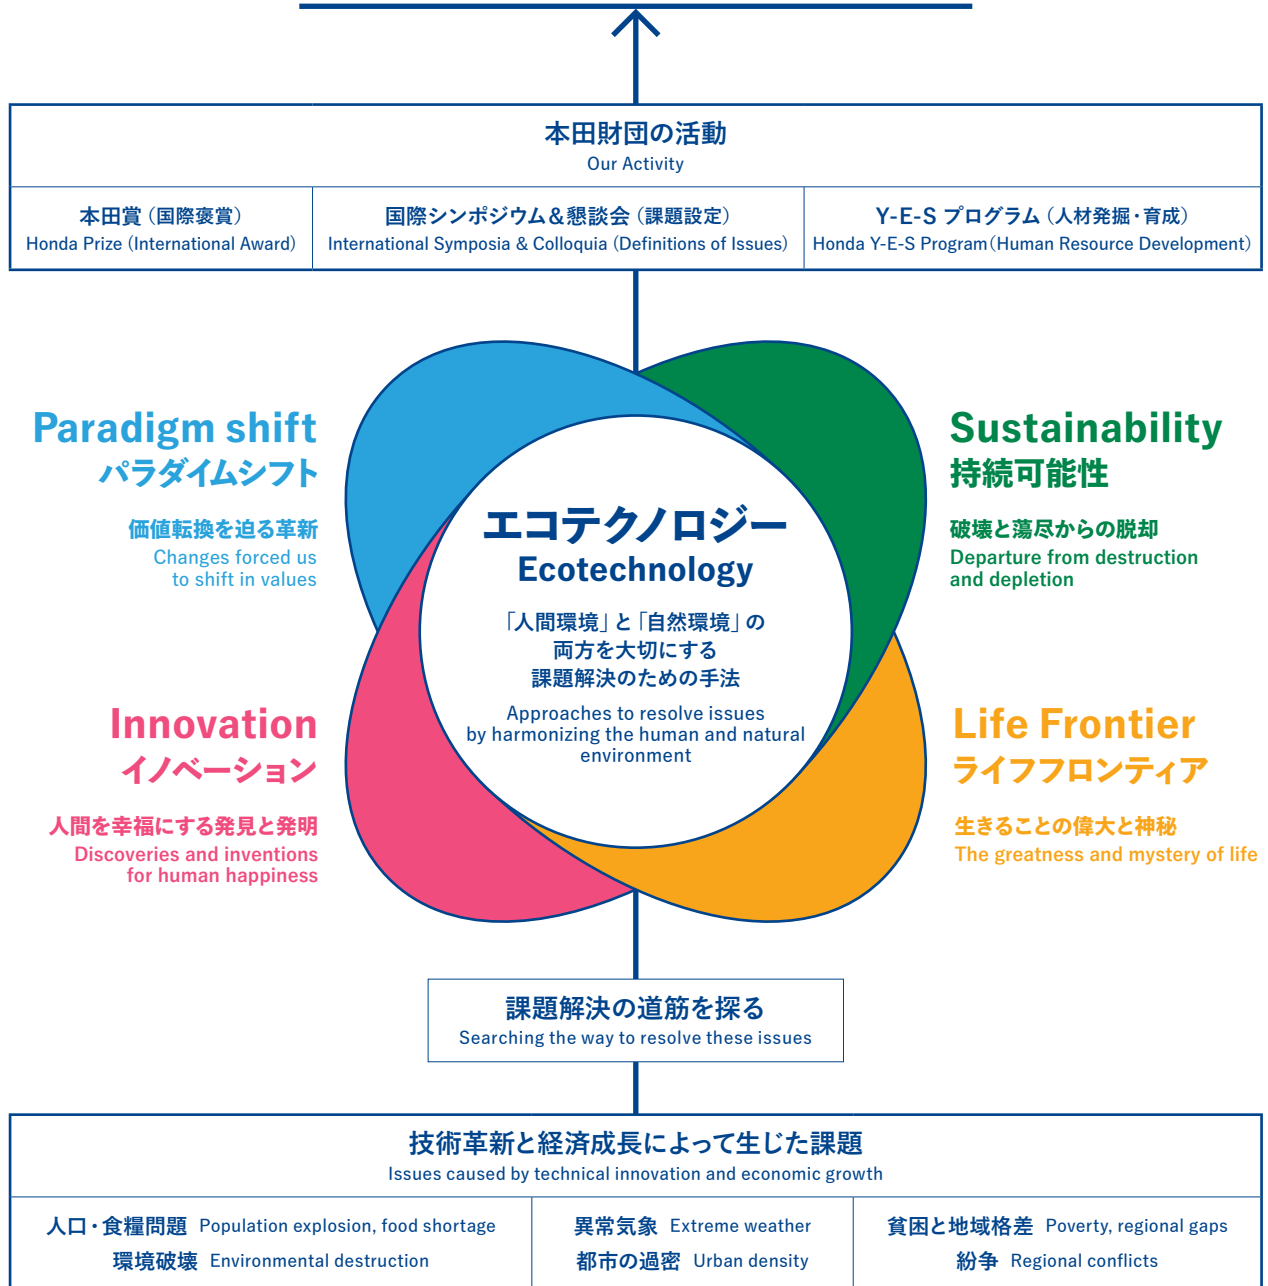 本田財団の活動
Our Activity
本田賞（国際褒賞）
Honda Prize (International Award)
国際シンポジウム＆懇談会（課題設定）
International Symposia & Colloquia (Definitions of Issues)
Y-E-S プログラム（人材発掘・育成）
Honda Y-E-S Program (Human Resource Development)
Paradigm shift
パラダイムシフト
価値転換を迫る革新
Changes forced us
to shift in values
Sustainability
持続可能性
破壊と蕩尽からの脱却
Departure from destruction
and depletion
エコテクノロジー
Ecotechnology
「人間環境」と「自然環境」の
両方を大切にする
課題解決のための手法
Approaches to resolve issues
by harmonizing the human and natural
environment
Innovation
イノベーション
人間を幸福にする発見と発明
Discoveries and inventions
for human happiness
Life Frontier
ライフフロンティア
生きることの偉大と神秘
The greatness and mystery of life
課題解決の道筋を探る
Searching the way to resolve these issues
技術革新と経済成長によって生じた課題
Issues caused by technical innovation and economic growth
人口・食糧問題 Population explosion, food shortage
環境破壊 Environmental destruction
異常気象 Extreme weather
都市の過密 Urban density
貧困と地域格差 Poverty, regional gaps
紛争 Regional conflicts